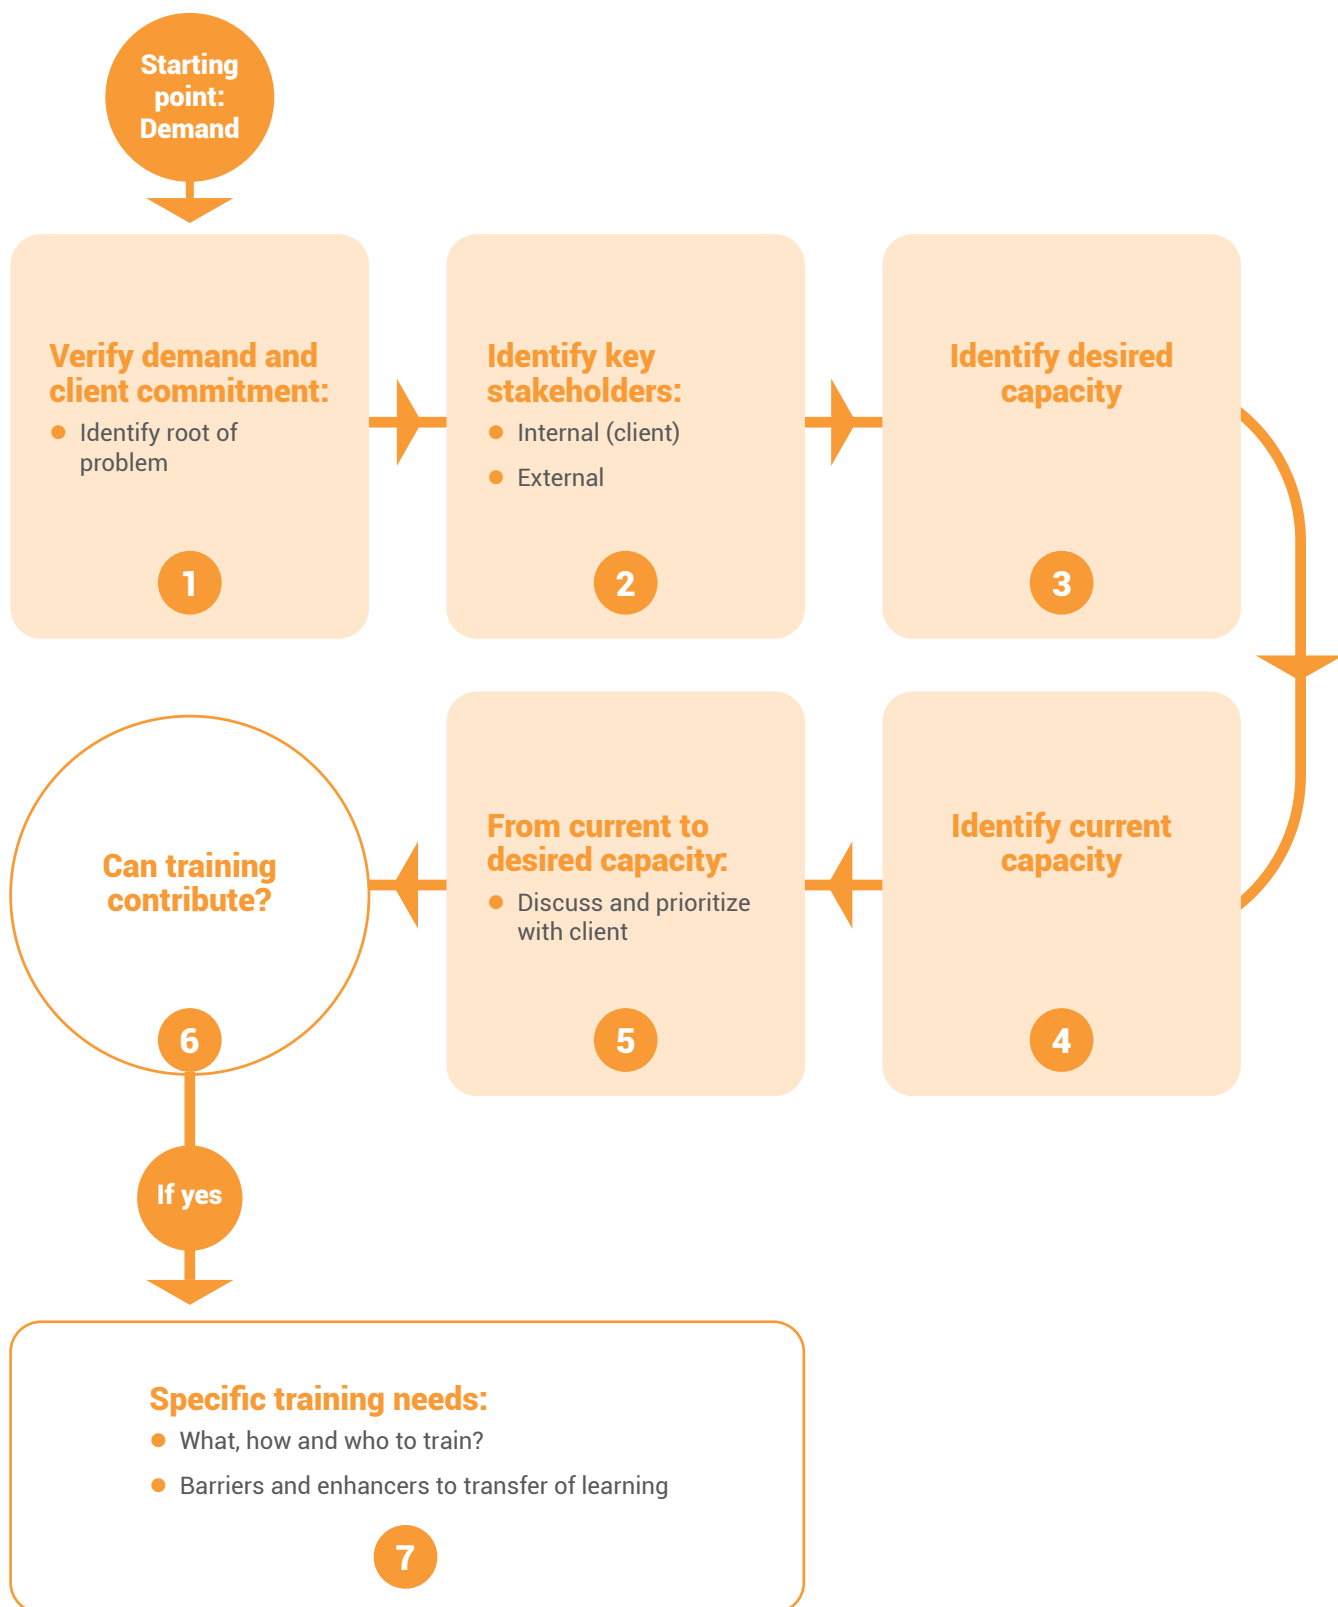 Starting
point:
Demand
Verify demand and
client commitment:
Identify root of
problem
1
Identify key
stakeholders:
Internal (client)
External
2
Identify desired
capacity
3
Identify current
capacity
4
From current to
desired capacity:
Discuss and prioritize
with client
5
Can training
contribute?
6
If yes
Specific training needs:
What, how and who to train?
Barriers and enhancers to transfer of learning
7